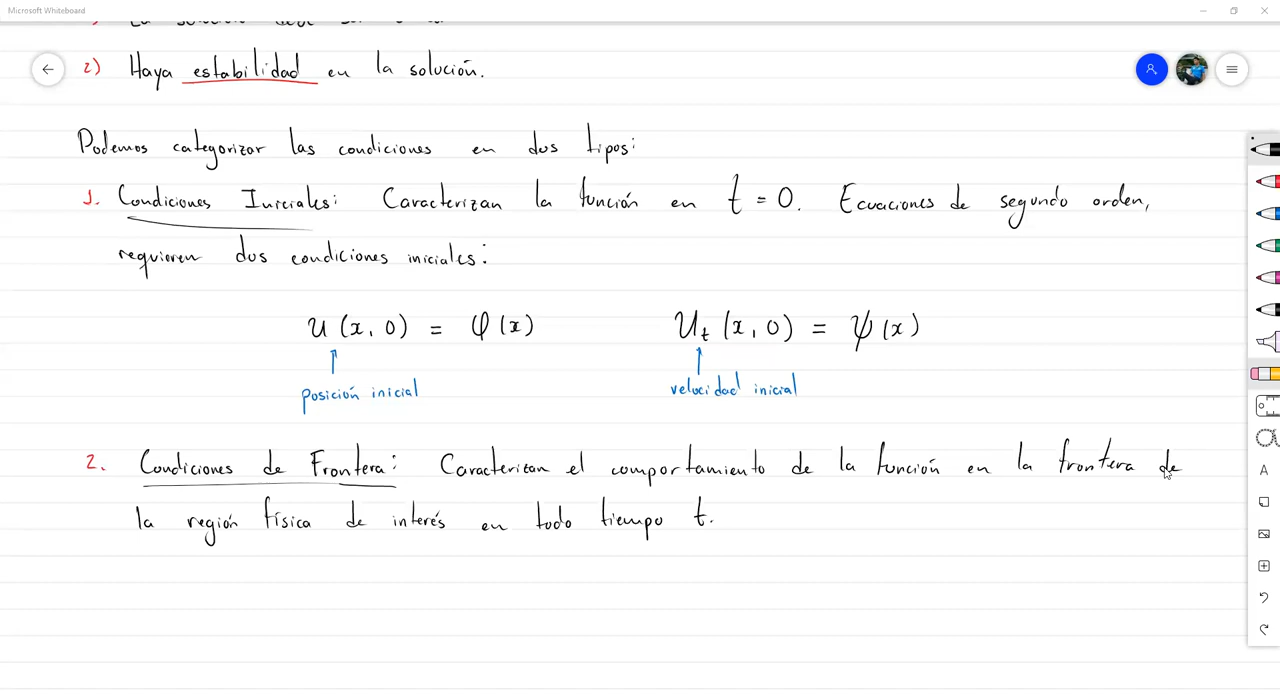 Microsoft Whiteboard
2) Haya estabilidad en la solución.
Podemos categorizar las condiciones en dos tipos:
1. Condiciones Iniciales: Caracterizan la función en t = 0. Ecuaciones de segundo orden,
requieren dos condiciones iniciales:
u(x,0) = φ(x) u_t(x,0) = ψ(x)
posición inicial velocidad inicial
2. Condiciones de Frontera: Caracterizan el comportamiento de la función en la frontera de
la región física de interés en todo tiempo t.
A